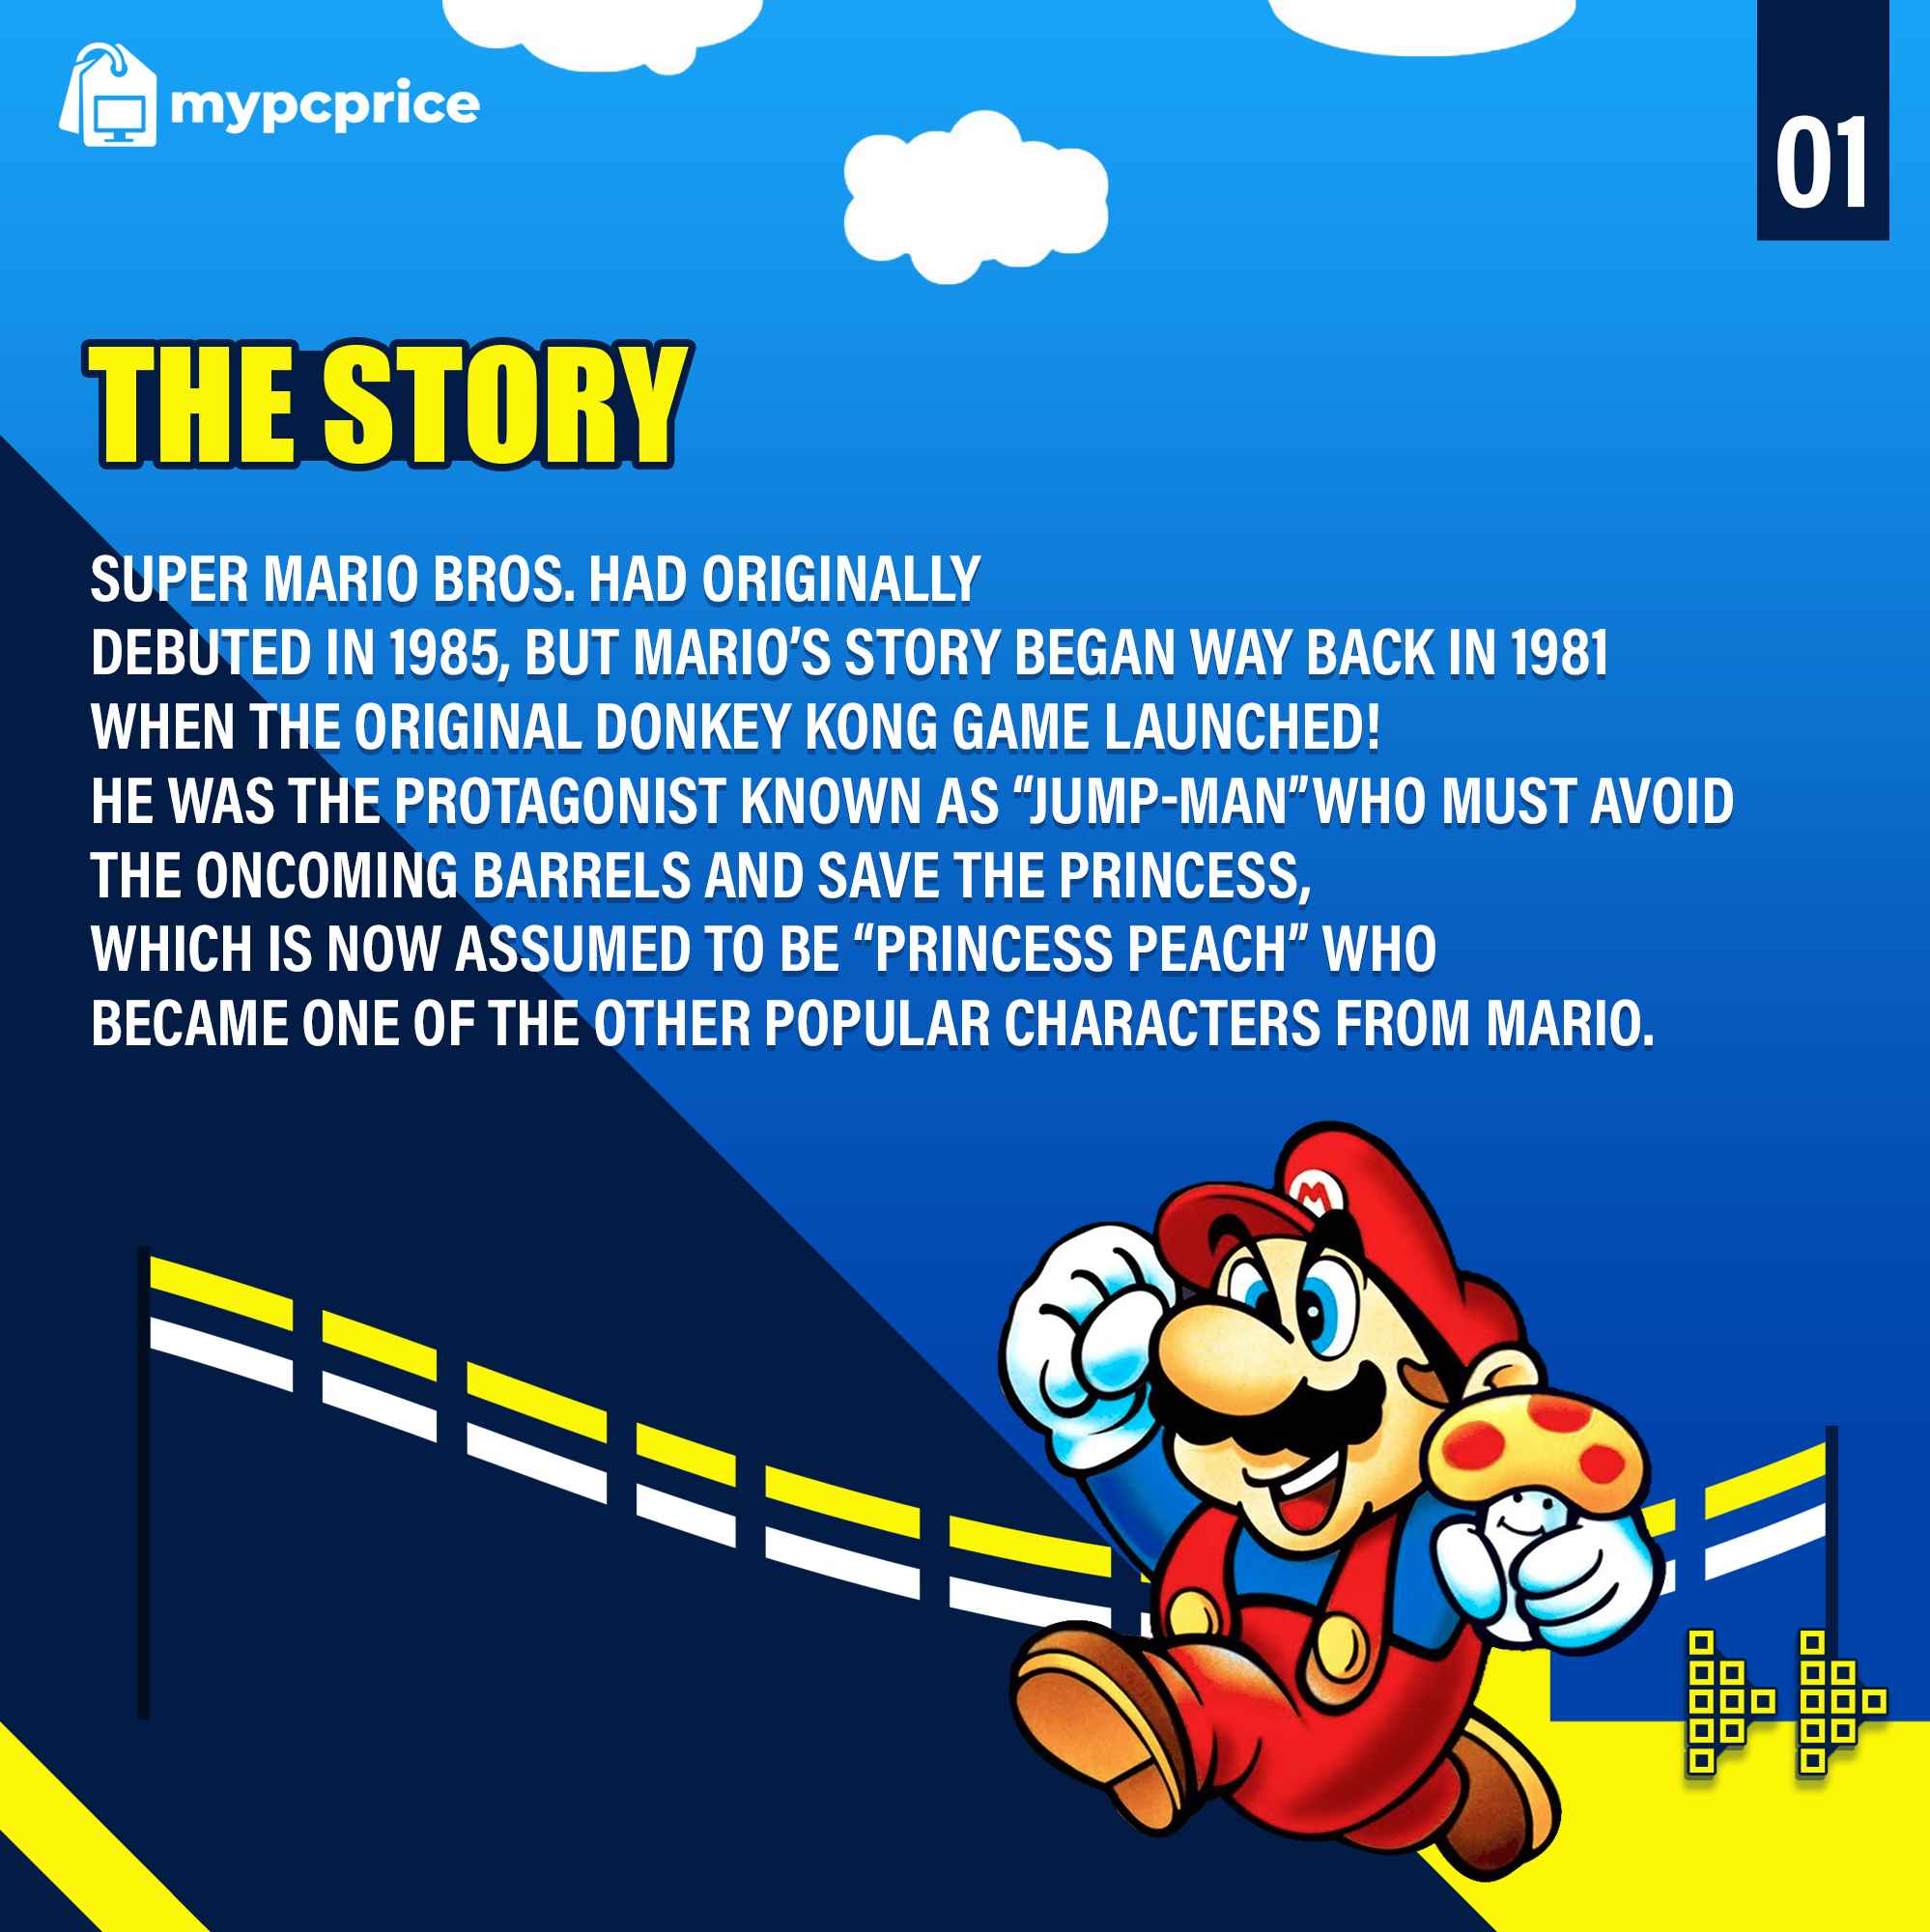 mypcprice
01
THE STORY
SUPER MARIO BROS. HAD ORIGINALLY
DEBUTED IN 1985, BUT MARIO’S STORY BEGAN WAY BACK IN 1981
WHEN THE ORIGINAL DONKEY KONG GAME LAUNCHED!
HE WAS THE PROTAGONIST KNOWN AS “JUMP-MAN”WHO MUST AVOID
THE ONCOMING BARRELS AND SAVE THE PRINCESS,
WHICH IS NOW ASSUMED TO BE “PRINCESS PEACH” WHO
BECAME ONE OF THE OTHER POPULAR CHARACTERS FROM MARIO.
M